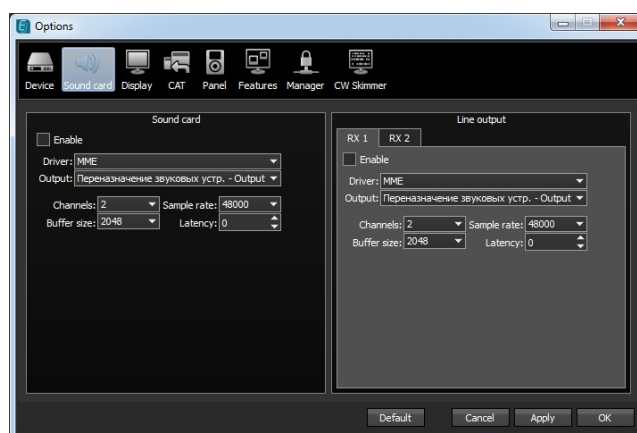 Options
Device Sound card Display CAT Panel Features Manager CW Skimmer
Sound card
Enable
Driver: MME
Output: Переназначение звуковых устр. - Output
Channels: 2 Sample rate: 48000
Buffer size: 2048 Latency: 0
Line output
RX 1 RX 2
Enable
Driver: MME
Output: Переназначение звуковых устр. - Output
Channels: 2 Sample rate: 48000
Buffer size: 2048 Latency: 0
Default Cancel Apply OK